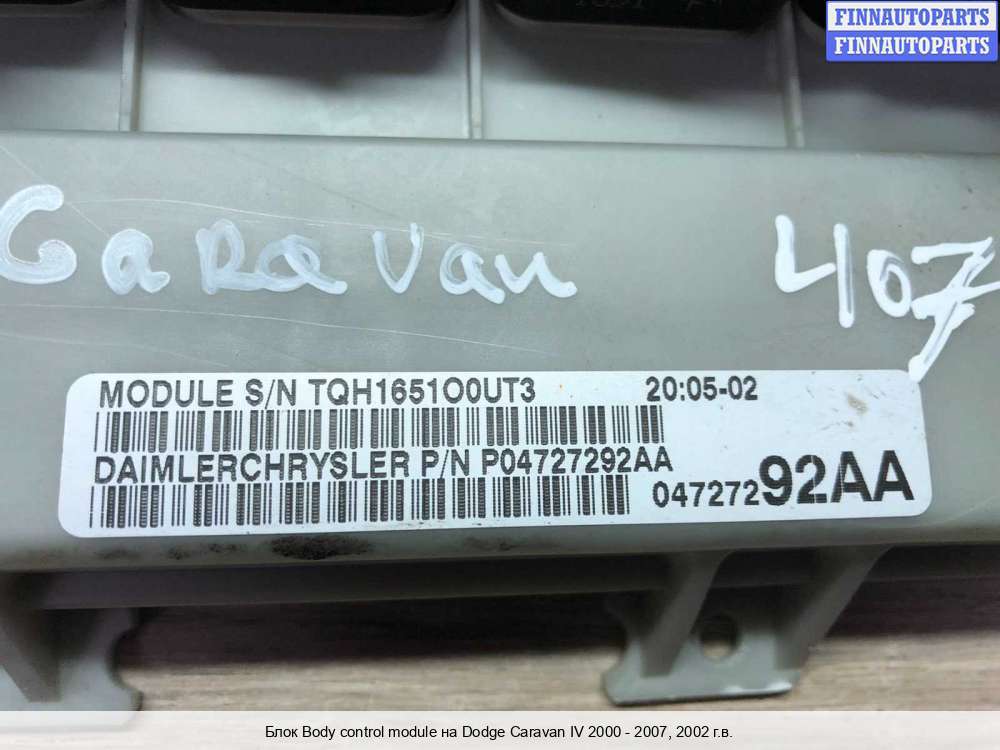 FINNAUTOPARTS
FINNAUTOPARTS
CaRavan 407
MODULE S/N TQH1651O0UT3 20:05-02
DAIMLERCHRYSLER P/N P04727292AA
04727292AA
Блок Body control module на Dodge Caravan IV 2000 - 2007, 2002 г.в.